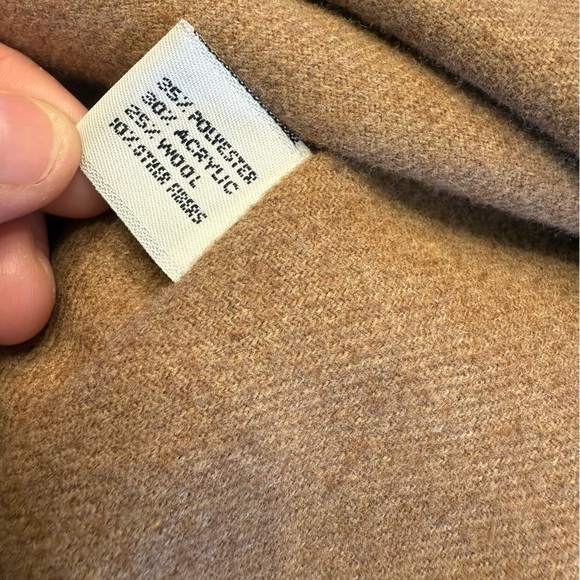 35% POLYESTER
30% ACRYLIC
25% WOOL
10% OTHER FIBERS